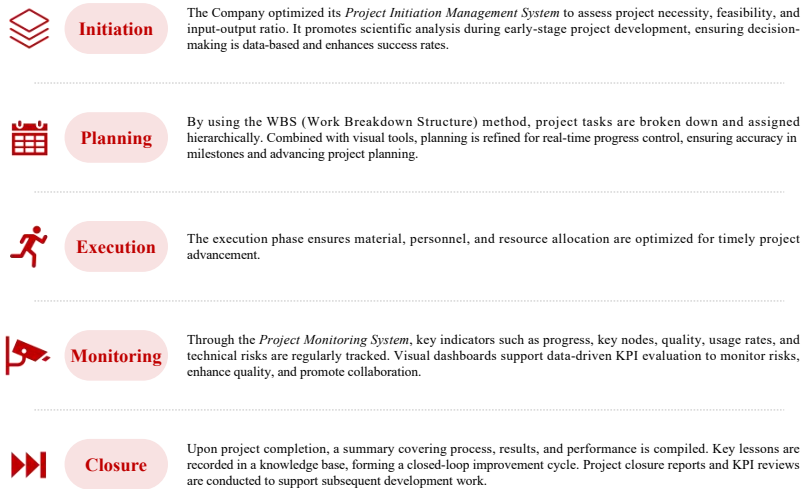 Initiation
The Company optimized its Project Initiation Management System to assess project necessity, feasibility, and
input-output ratio. It promotes scientific analysis during early-stage project development, ensuring decision-
making is data-based and enhances success rates.
Planning
By using the WBS (Work Breakdown Structure) method, project tasks are broken down and assigned
hierarchically. Combined with visual tools, planning is refined for real-time progress control, ensuring accuracy in
milestones and advancing project planning.
Execution
The execution phase ensures material, personnel, and resource allocation are optimized for timely project
advancement.
Monitoring
Through the Project Monitoring System, key indicators such as progress, key nodes, quality, usage rates, and
technical risks are regularly tracked. Visual dashboards support data-driven KPI evaluation to monitor risks,
enhance quality, and promote collaboration.
Closure
Upon project completion, a summary covering process, results, and performance is compiled. Key lessons are
recorded in a knowledge base, forming a closed-loop improvement cycle. Project closure reports and KPI reviews
are conducted to support subsequent development work.